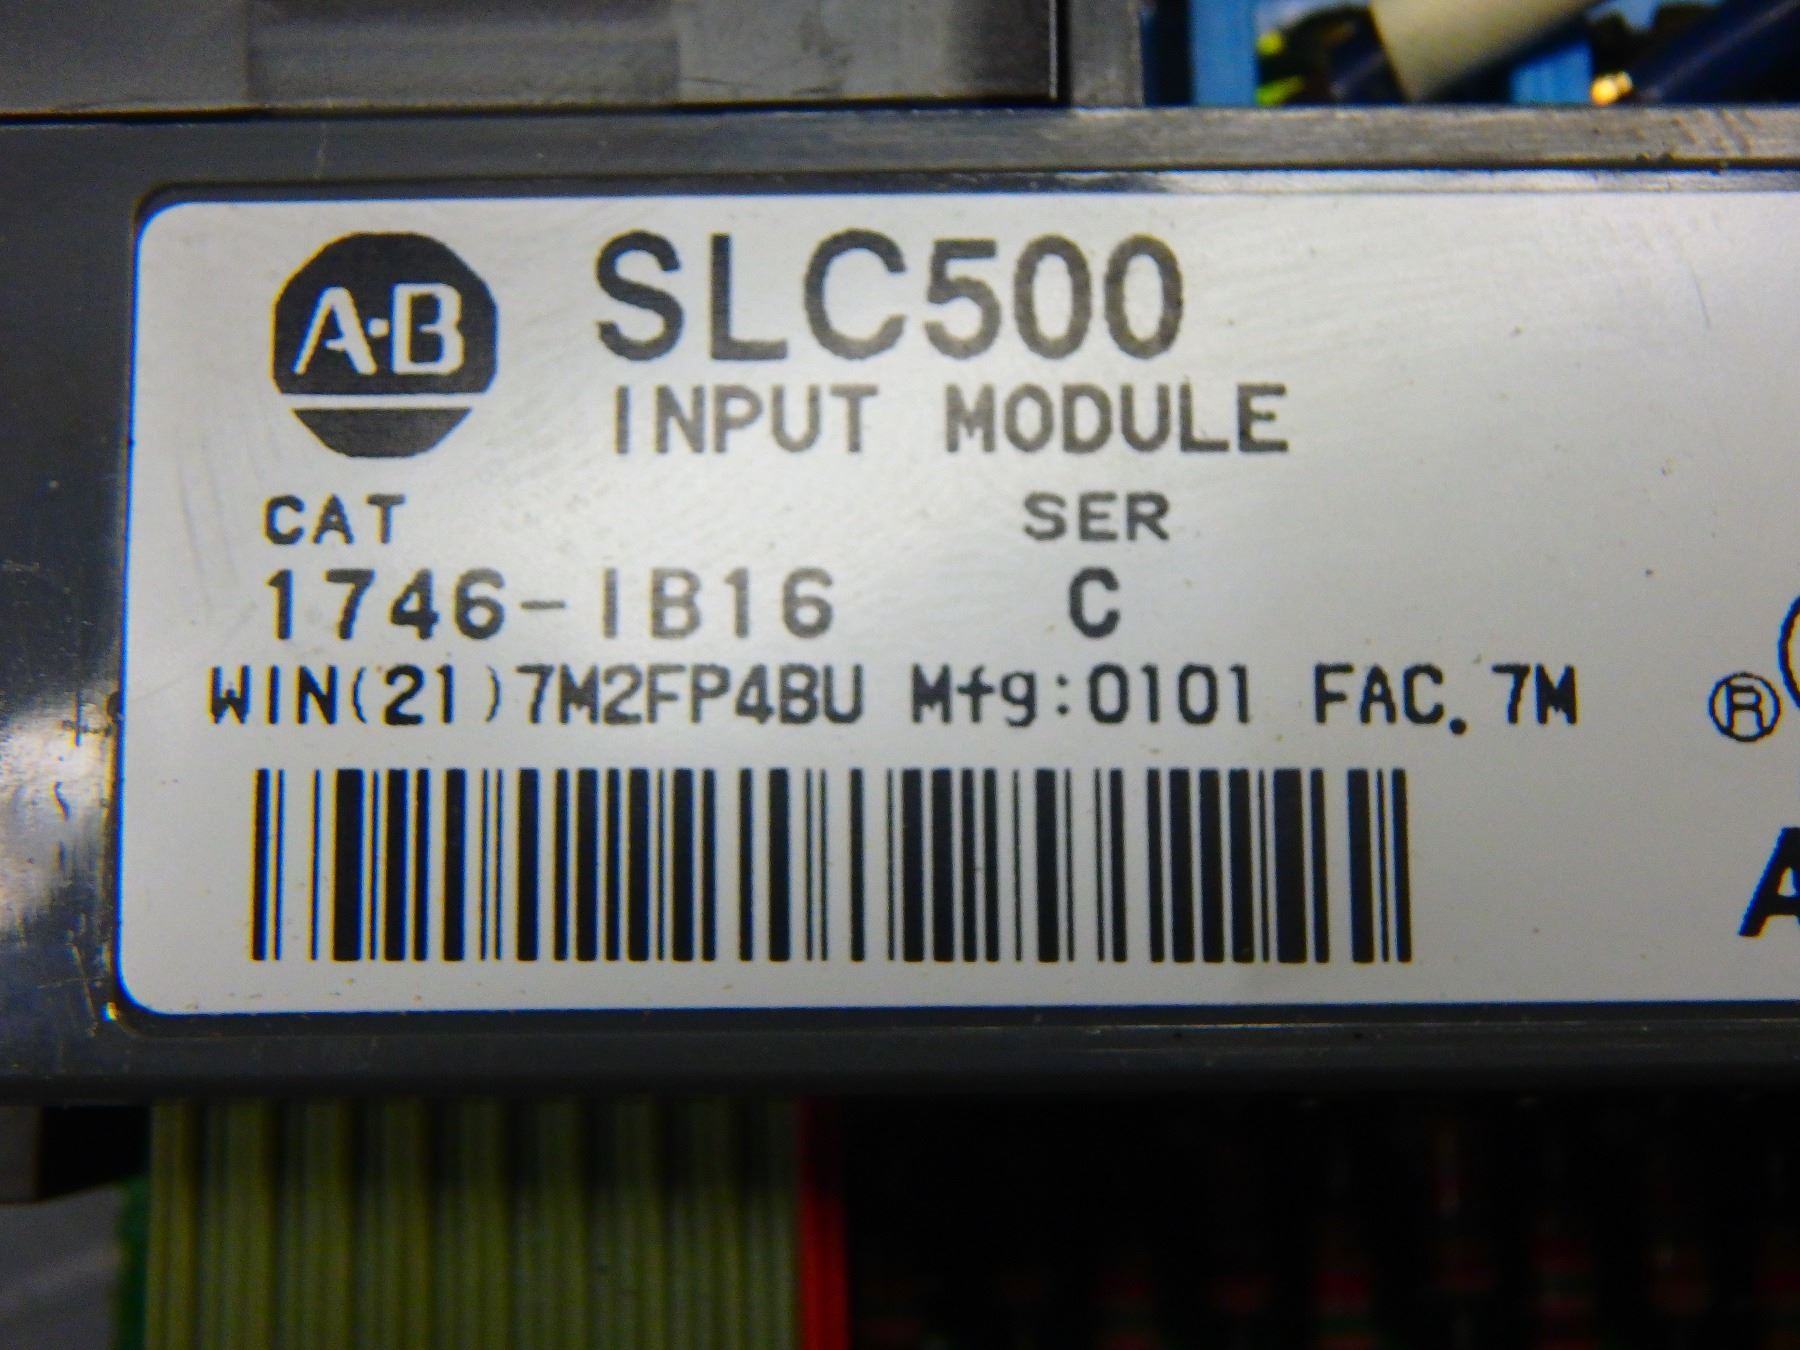 A·B
SLC500
INPUT MODULE
CAT SER
1746-IB16 C
WIN(21)7M2FP4BU Mfg:0101 FAC. 7M
®
A